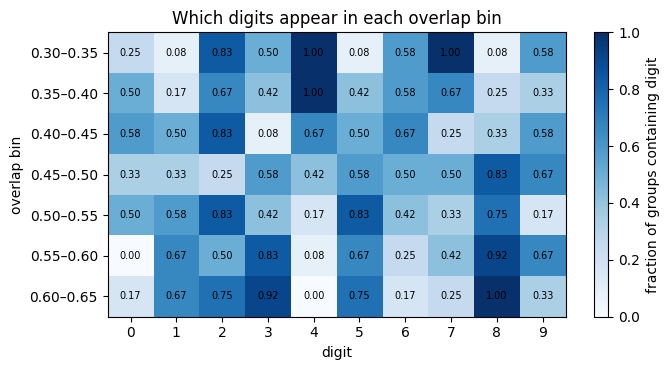 Which digits appear in each overlap bin
overlap bin
0.30–0.35 0.25 0.08 0.83 0.50 1.00 0.08 0.58 1.00 0.08 0.58
0.35–0.40 0.50 0.17 0.67 0.42 1.00 0.42 0.58 0.67 0.25 0.33
0.40–0.45 0.58 0.50 0.83 0.08 0.67 0.50 0.67 0.25 0.33 0.58
0.45–0.50 0.33 0.33 0.25 0.58 0.42 0.58 0.50 0.50 0.83 0.67
0.50–0.55 0.50 0.58 0.83 0.42 0.17 0.83 0.42 0.33 0.75 0.17
0.55–0.60 0.00 0.67 0.50 0.83 0.08 0.67 0.25 0.42 0.92 0.67
0.60–0.65 0.17 0.67 0.75 0.92 0.00 0.75 0.17 0.25 1.00 0.33
0 1 2 3 4 5 6 7 8 9
digit
1.0
0.8
0.6
0.4
0.2
0.0
fraction of groups containing digit